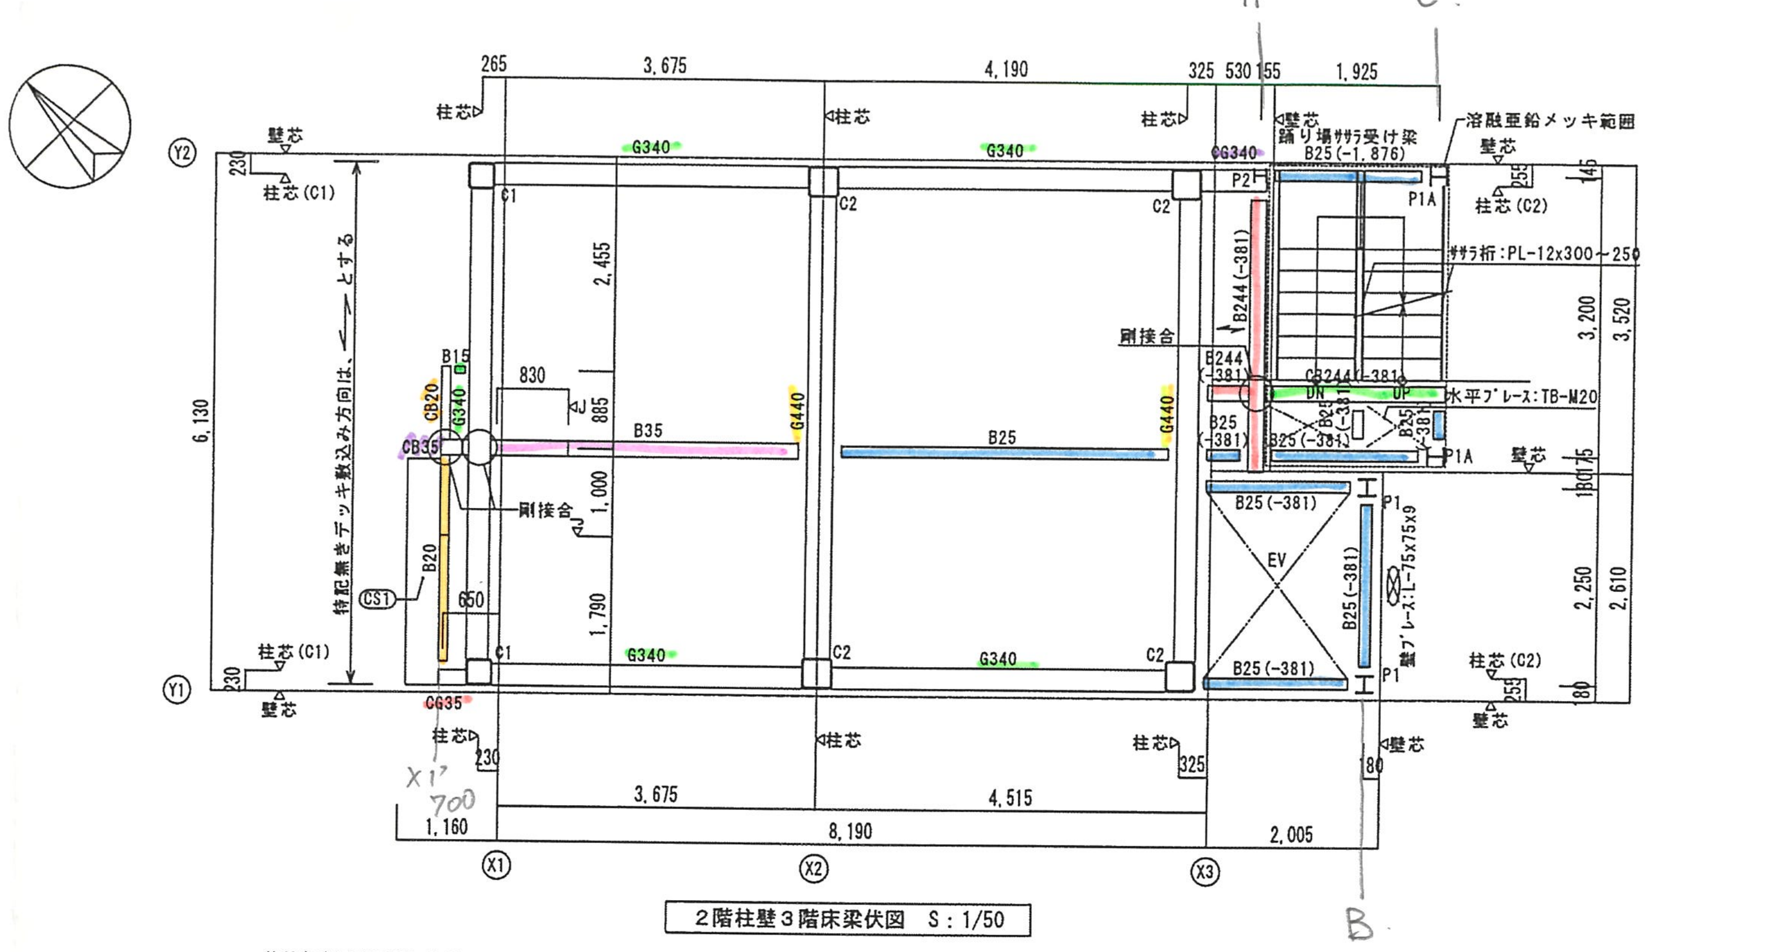 265
3,675
4,190
325 530 155
1,925
柱芯
柱芯
柱芯
壁芯
踊り場ｻｻﾗ受け梁
B25(-1,876)
溶融亜鉛メッキ範囲
壁芯
Y2
壁芯
230
柱芯(C1)
G340
G340
CG340
P2
P1A
C1
C2
C2
255
柱芯(C2)
145
特記無きデッキ敷込み方向は、 とする
2,455
B244(-381)
ｻｻﾗ桁:PL-12x300~250
3,200
3,520
剛接合
B15
830
CB20
G340
J
885
G440
G440
B244
(-381)
CB244(-381)
DN
UP
水平ﾌﾞﾚｰｽ:TB-M20
B25
(-381)
B25
(-381)
6,130
CB35
B35
B25
B25
(-381)
B25(-381)
P1A
壁芯
175
180
剛接合
1,000
J
B25(-381)
P1
B20
CS1
650
1,790
EV
B25(-381)
壁ﾌﾞﾚｰｽ:L-75x75x9
2,250
2,610
柱芯(C1)
C1
G340
C2
G340
C2
B25(-381)
P1
柱芯(C2)
255
180
Y1
230
壁芯
CG35
壁芯
柱芯
230
柱芯
柱芯
325
壁芯
180
X1'
700
3,675
4,515
1,160
8,190
2,005
X1
X2
X3
2階柱壁3階床梁伏図 S:1/50
B